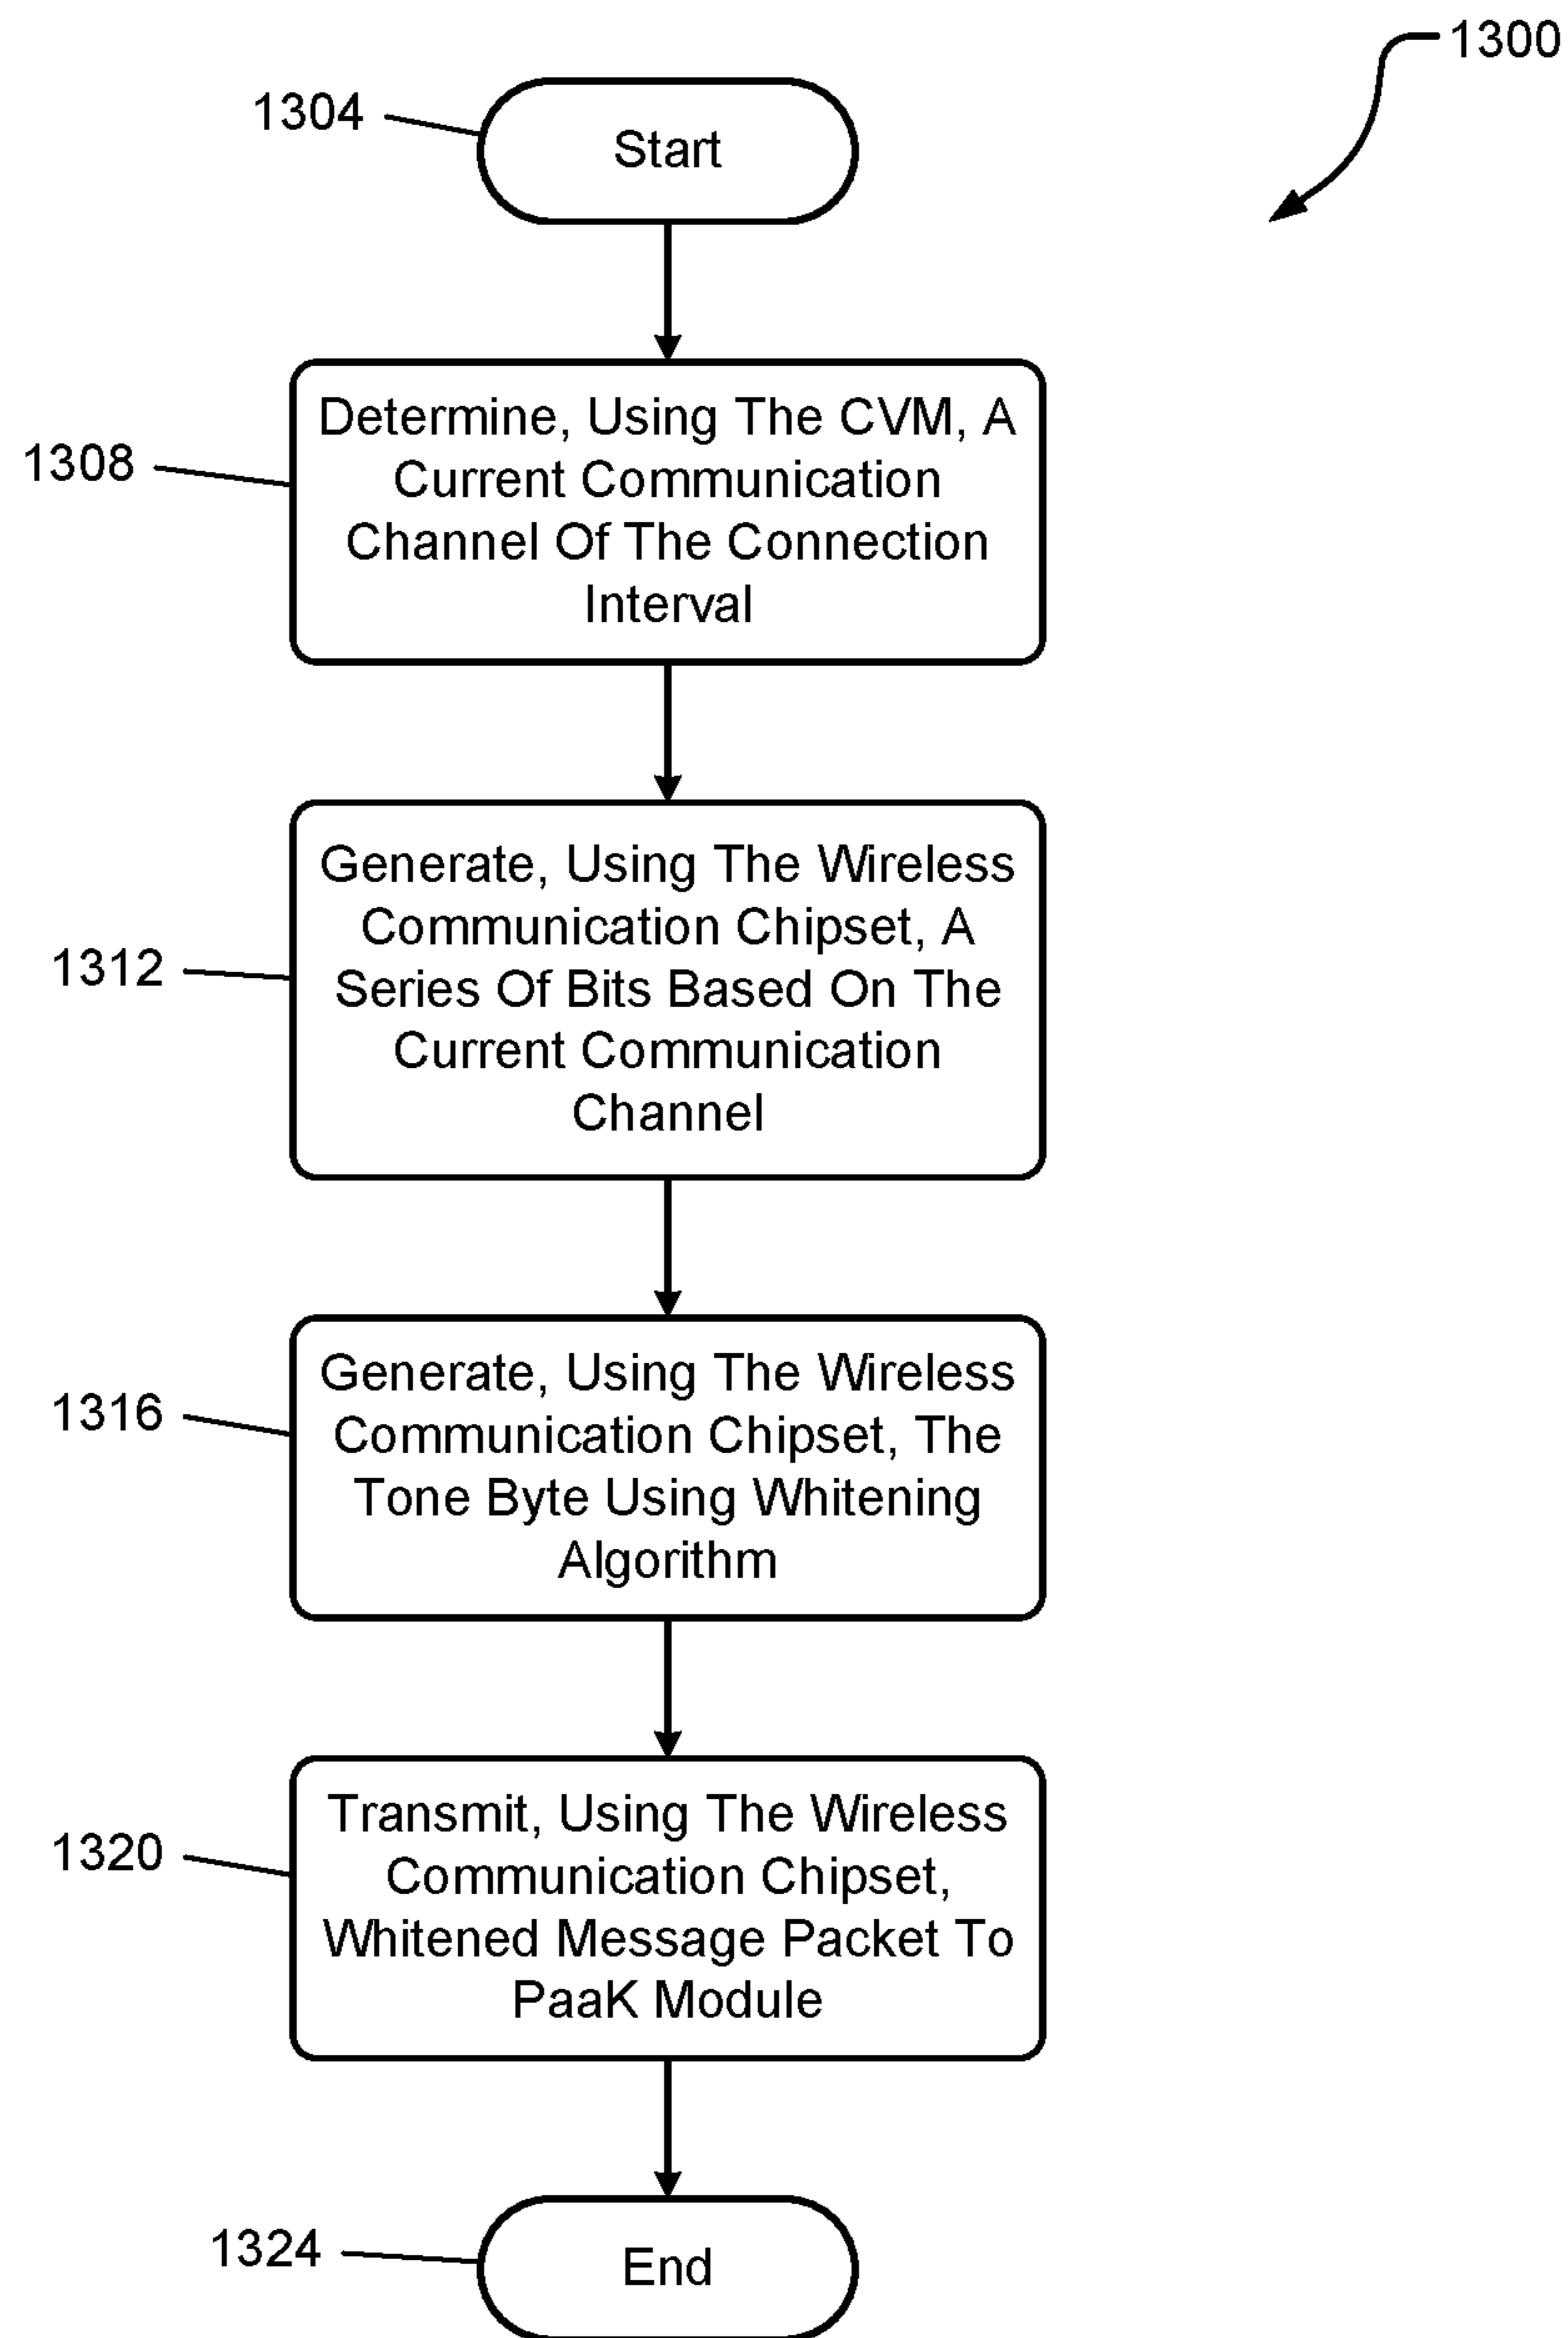 1300
1304
Start
1308
Determine, Using The CVM, A
Current Communication
Channel Of The Connection
Interval
1312
Generate, Using The Wireless
Communication Chipset, A
Series Of Bits Based On The
Current Communication
Channel
1316
Generate, Using The Wireless
Communication Chipset, The
Tone Byte Using Whitening
Algorithm
1320
Transmit, Using The Wireless
Communication Chipset,
Whitened Message Packet To
PaaK Module
1324
End